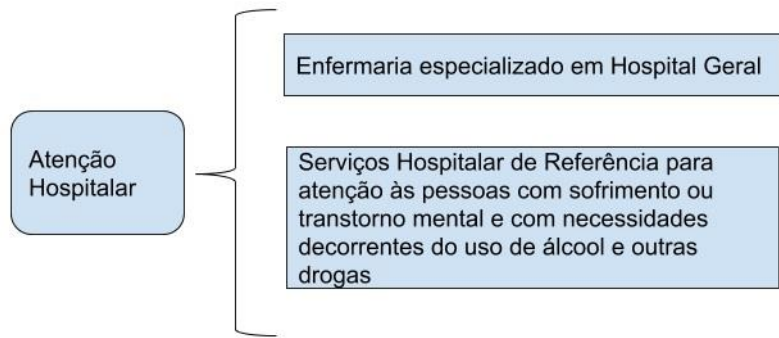 Atenção
Hospitalar
Enfermaria especializado em Hospital Geral
Serviços Hospitalar de Referência para
atenção às pessoas com sofrimento ou
transtorno mental e com necessidades
decorrentes do uso de álcool e outras
drogas